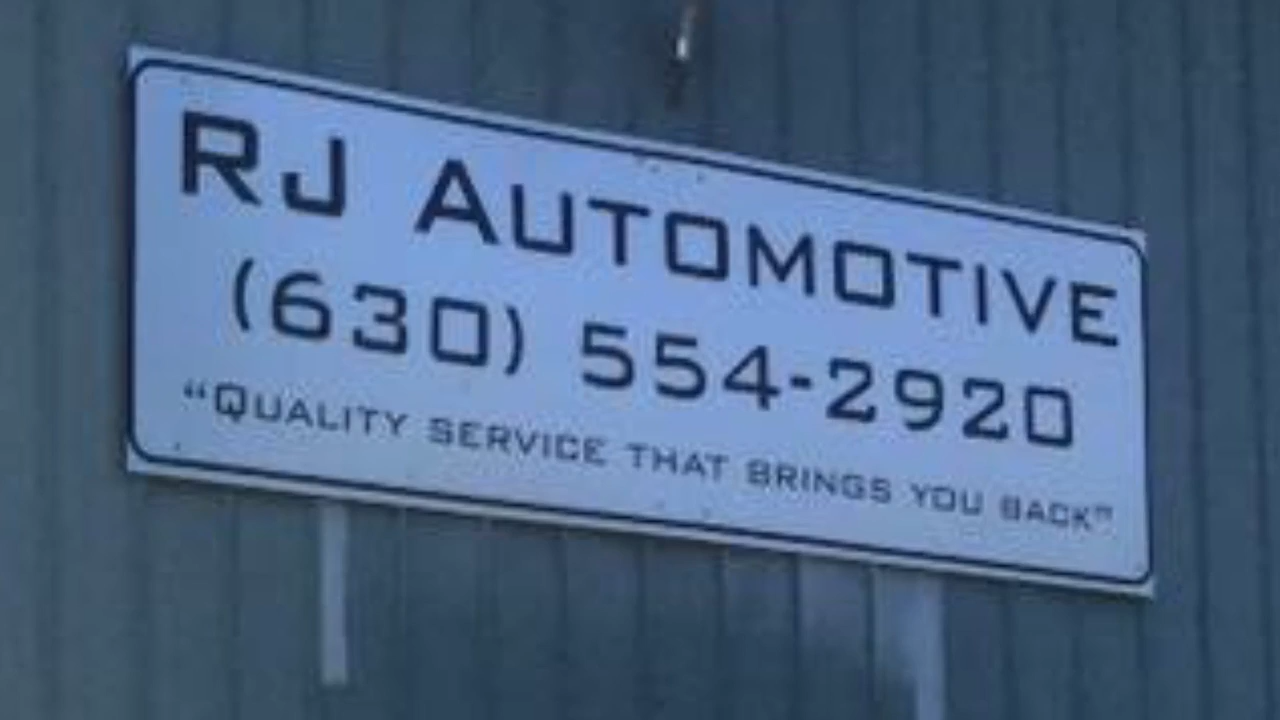 RJ AUTOMOTIVE
(630) 554-2920
"QUALITY SERVICE THAT BRINGS YOU BACK"